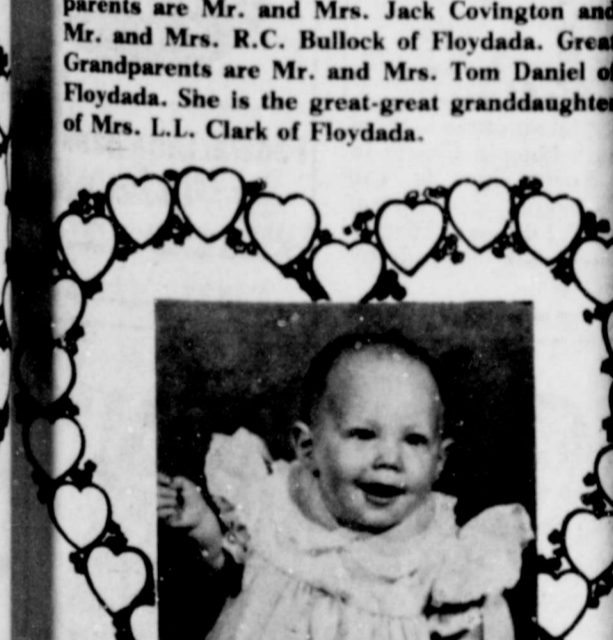 parents are Mr. and Mrs. Jack Covington and
Mr. and Mrs. R.C. Bullock of Floydada. Great
Grandparents are Mr. and Mrs. Tom Daniel of
Floydada. She is the great-great granddaughter
of Mrs. L.L. Clark of Floydada.